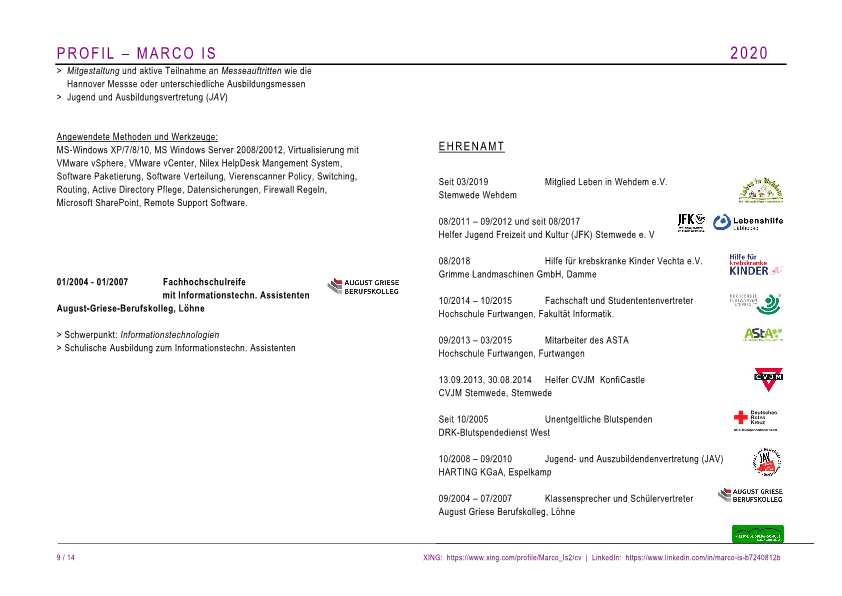 PROFIL – MARCO IS
2020
> Mitgestaltung und aktive Teilnahme an Messeauftritten wie die
Hannover Messse oder unterschiedliche Ausbildungsmessen
> Jugend und Ausbildungsvertretung (JAV)
Angewendete Methoden und Werkzeuge:
MS-Windows XP/7/8/10, MS Windows Server 2008/20012, Virtualisierung mit
VMware vSphere, VMware vCenter, Nilex HelpDesk Mangement System,
Software Paketierung, Software Verteilung, Vierenscanner Policy, Switching,
Routing, Active Directory Pflege, Datensicherungen, Firewall Regeln,
Microsoft SharePoint, Remote Support Software.
01/2004 - 01/2007 Fachhochschulreife
mit Informationstechn. Assistenten
August-Griese-Berufskolleg, Löhne
AUGUST GRIESE
BERUFSKOLLEG
> Schwerpunkt: Informationstechnologien
> Schulische Ausbildung zum Informationstechn. Assistenten
EHRENAMT
Seit 03/2019 Mitglied Leben in Wehdem e.V.
Stemwede Wehdem
Leben in Wehdem
08/2011 – 09/2012 und seit 08/2017
Helfer Jugend Freizeit und Kultur (JFK) Stemwede e. V
JFK
Lebenshilfe
Lübbecke
08/2018 Hilfe für krebskranke Kinder Vechta e.V.
Grimme Landmaschinen GmbH, Damme
Hilfe für
krebskranke
KINDER
10/2014 – 10/2015 Fachschaft und Studententenvertreter
Hochschule Furtwangen, Fakultät Informatik.
HOCHSCHULE
FURTWANGEN
UNIVERSITY
09/2013 – 03/2015 Mitarbeiter des ASTA
Hochschule Furtwangen, Furtwangen
AStA
13.09.2013, 30.08.2014 Helfer CVJM KonfiCastle
CVJM Stemwede, Stemwede
CVJM
Seit 10/2005 Unentgeltliche Blutspenden
DRK-Blutspendedienst West
Deutsches
Rotes
Kreuz
10/2008 – 09/2010 Jugend- und Auszubildendenvertretung (JAV)
HARTING KGaA, Espelkamp
JAV
09/2004 – 07/2007 Klassensprecher und Schülervertreter
August Griese Berufskolleg, Löhne
AUGUST GRIESE
BERUFSKOLLEG
9 / 14
XING: https://www.xing.com/profile/Marco_Is2/cv | LinkedIn: https://www.linkedin.com/in/marco-is-b7240812b